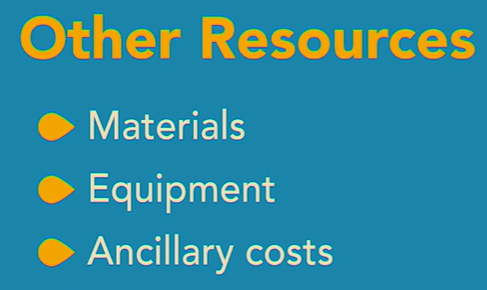 Other Resources
Materials
Equipment
Ancillary costs